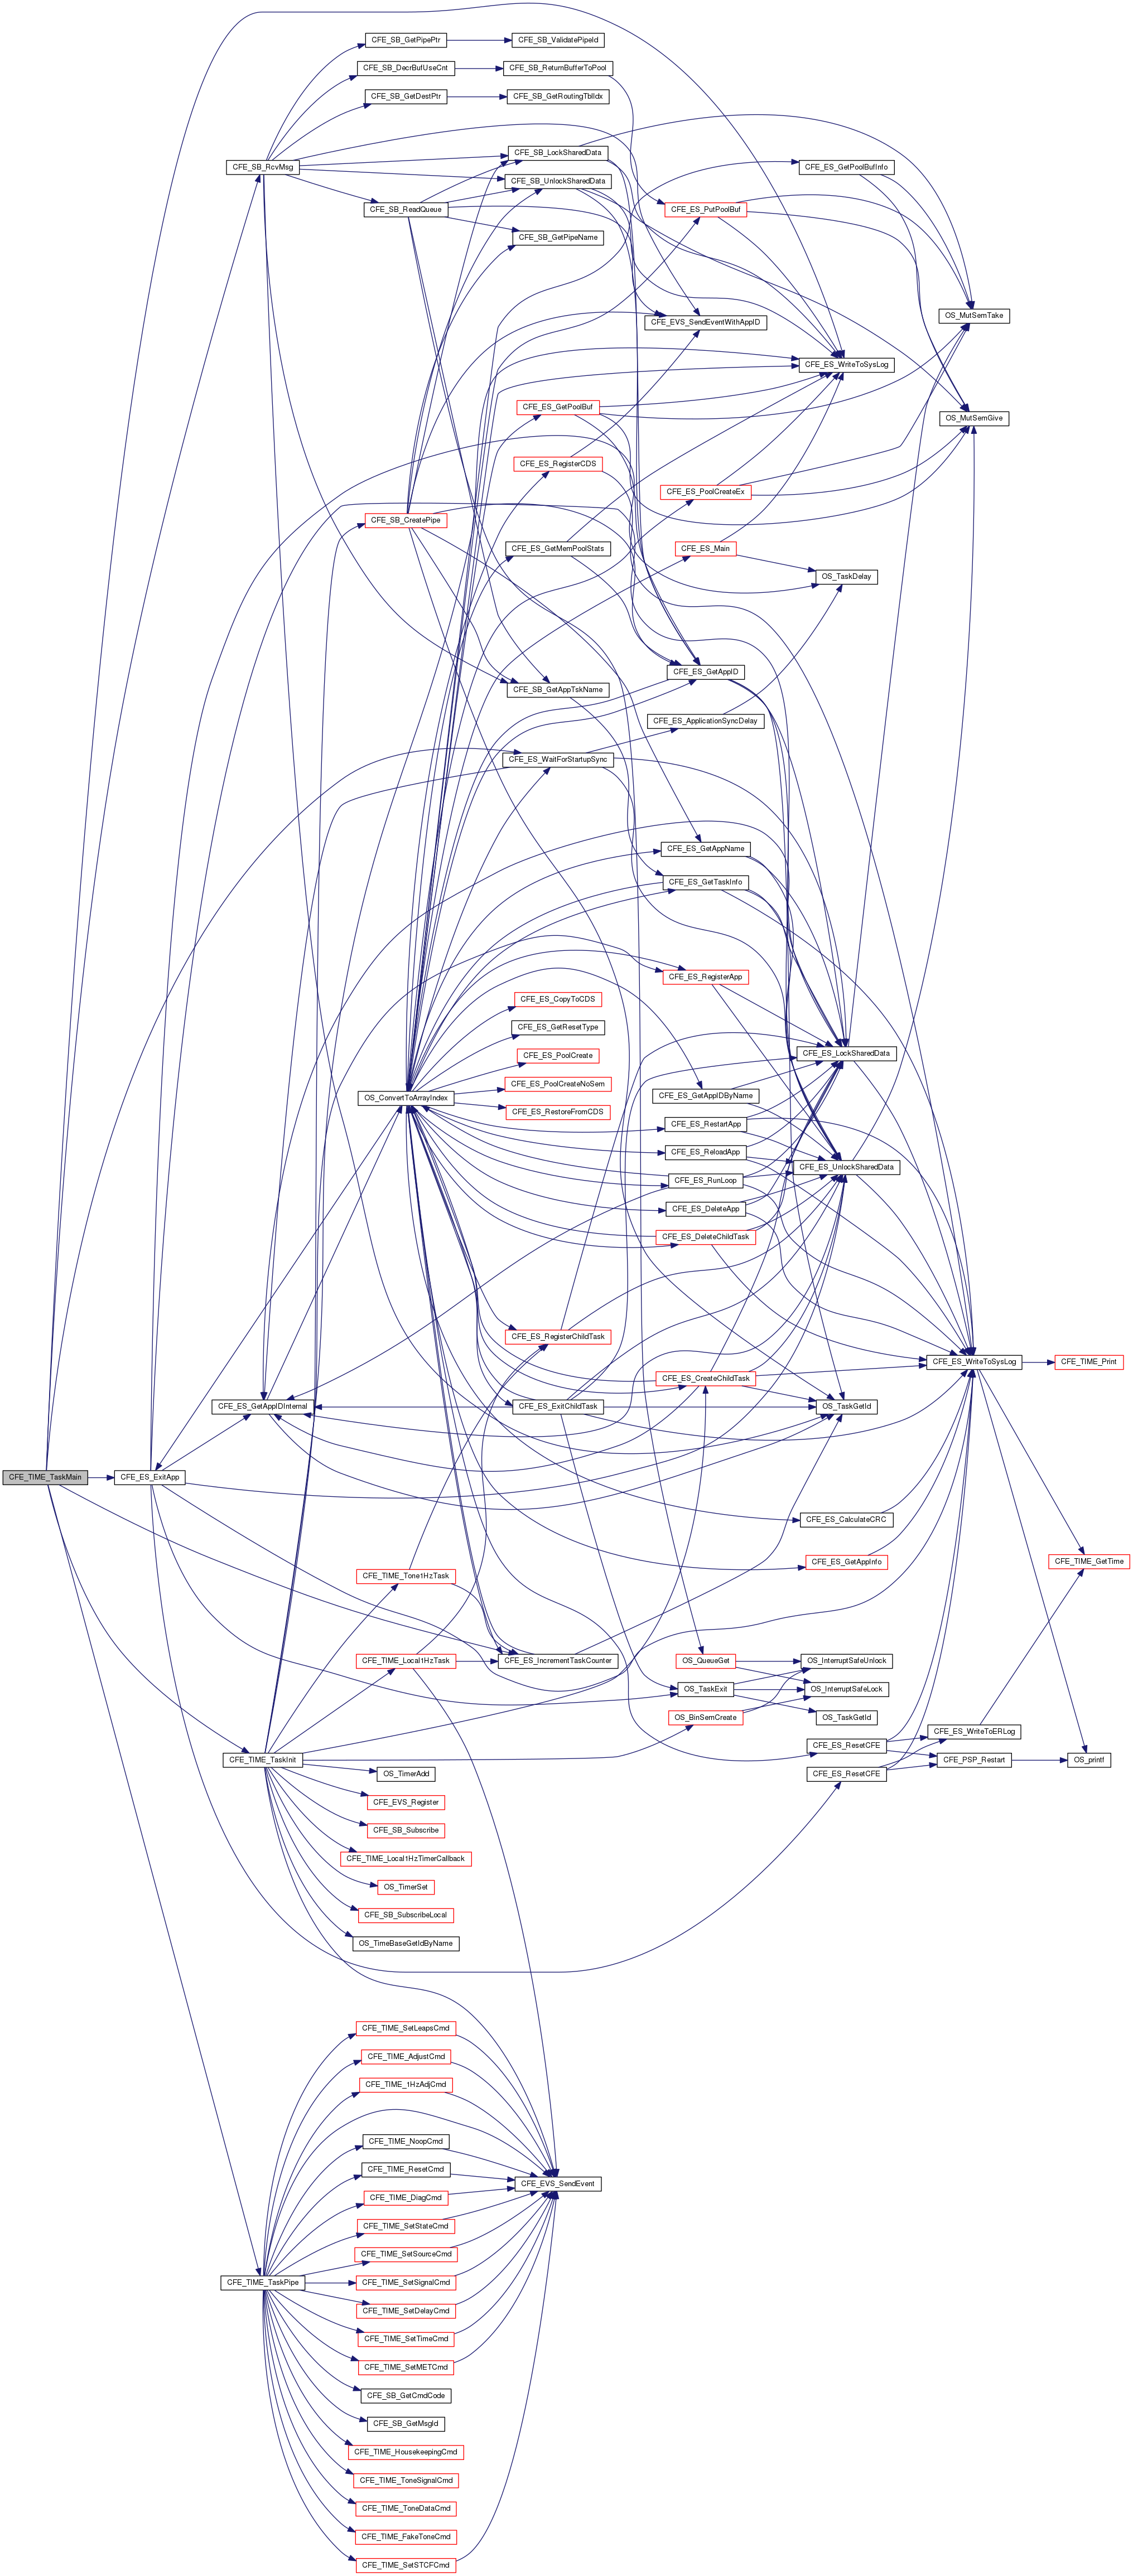 CFE_SB_GetPipePtr
CFE_SB_ValidatePipeId
CFE_SB_DecrBufUseCnt
CFE_SB_ReturnBufferToPool
CFE_SB_GetDestPtr
CFE_SB_GetRoutingTblIdx
CFE_SB_LockSharedData
CFE_SB_RcvMsg
CFE_ES_GetPoolBufInfo
CFE_SB_UnlockSharedData
CFE_SB_ReadQueue
CFE_ES_PutPoolBuf
CFE_SB_GetPipeName
OS_MutSemTake
CFE_EVS_SendEventWithAppID
CFE_ES_WriteToSysLog
CFE_ES_GetPoolBuf
OS_MutSemGive
CFE_ES_RegisterCDS
CFE_ES_PoolCreateEx
CFE_SB_CreatePipe
CFE_ES_GetMemPoolStats
CFE_ES_Main
OS_TaskDelay
CFE_ES_GetAppID
CFE_SB_GetAppTskName
CFE_ES_ApplicationSyncDelay
CFE_ES_WaitForStartupSync
CFE_ES_GetAppName
CFE_ES_GetTaskInfo
CFE_ES_RegisterApp
CFE_ES_CopyToCDS
CFE_ES_GetResetType
CFE_ES_PoolCreate
CFE_ES_LockSharedData
CFE_ES_PoolCreateNoSem
OS_ConvertToArrayIndex
CFE_ES_GetAppIDByName
CFE_ES_RestoreFromCDS
CFE_ES_RestartApp
CFE_ES_ReloadApp
CFE_ES_UnlockSharedData
CFE_ES_RunLoop
CFE_ES_DeleteApp
CFE_ES_DeleteChildTask
CFE_ES_RegisterChildTask
CFE_ES_WriteToSysLog
CFE_TIME_Print
CFE_ES_CreateChildTask
CFE_ES_GetAppIDInternal
CFE_ES_ExitChildTask
OS_TaskGetId
CFE_TIME_TaskMain
CFE_ES_ExitApp
CFE_ES_CalculateCRC
CFE_ES_GetAppInfo
CFE_TIME_GetTime
CFE_TIME_Tone1HzTask
CFE_TIME_Local1HzTask
CFE_ES_IncrementTaskCounter
OS_QueueGet
OS_InterruptSafeUnlock
OS_TaskExit
OS_InterruptSafeLock
OS_BinSemCreate
OS_TaskGetId
CFE_ES_WriteToERLog
CFE_ES_ResetCFE
CFE_TIME_TaskInit
CFE_PSP_Restart
OS_printf
OS_TimerAdd
CFE_ES_ResetCFE
CFE_EVS_Register
CFE_SB_Subscribe
CFE_TIME_Local1HzTimerCallback
OS_TimerSet
CFE_SB_SubscribeLocal
OS_TimeBaseGetIdByName
CFE_TIME_SetLeapsCmd
CFE_TIME_AdjustCmd
CFE_TIME_1HzAdjCmd
CFE_TIME_NoopCmd
CFE_TIME_ResetCmd
CFE_EVS_SendEvent
CFE_TIME_DiagCmd
CFE_TIME_SetStateCmd
CFE_TIME_SetSourceCmd
CFE_TIME_TaskPipe
CFE_TIME_SetSignalCmd
CFE_TIME_SetDelayCmd
CFE_TIME_SetTimeCmd
CFE_TIME_SetMETCmd
CFE_SB_GetCmdCode
CFE_SB_GetMsgId
CFE_TIME_HousekeepingCmd
CFE_TIME_ToneSignalCmd
CFE_TIME_ToneDataCmd
CFE_TIME_FakeToneCmd
CFE_TIME_SetSTCFCmd